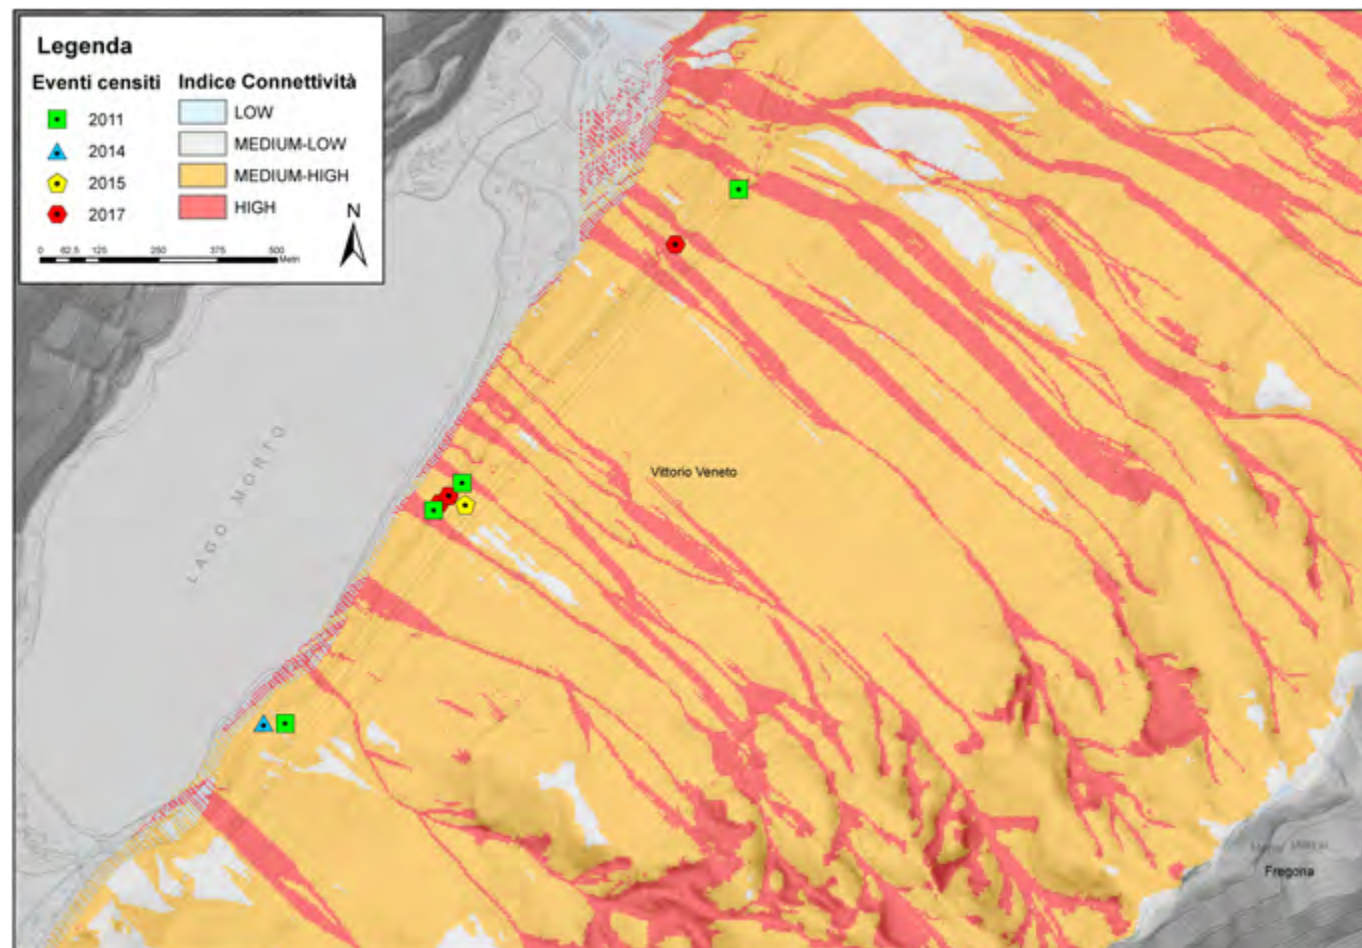 Legenda
Eventi censiti
2011
2014
2015
2017
Indice Connettività
LOW
MEDIUM-LOW
MEDIUM-HIGH
HIGH
N
0 62.5 125 250 375 500
Metri
LAGO MORTO
Vittorio Veneto
Fregona